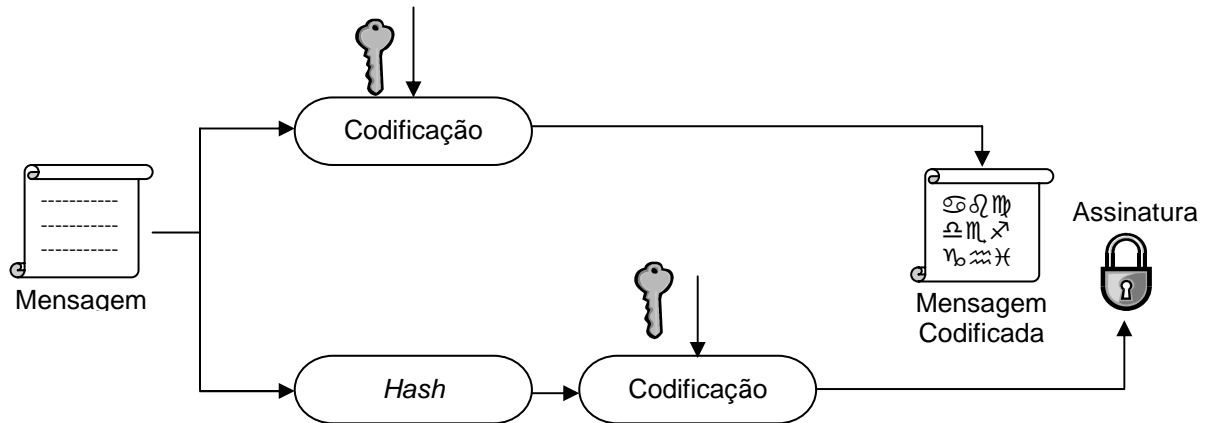 Codificação
Mensagem
♋♌♍
♎♏♐
♑♒♓
Mensagem
Codificada
Assinatura
Hash
Codificação